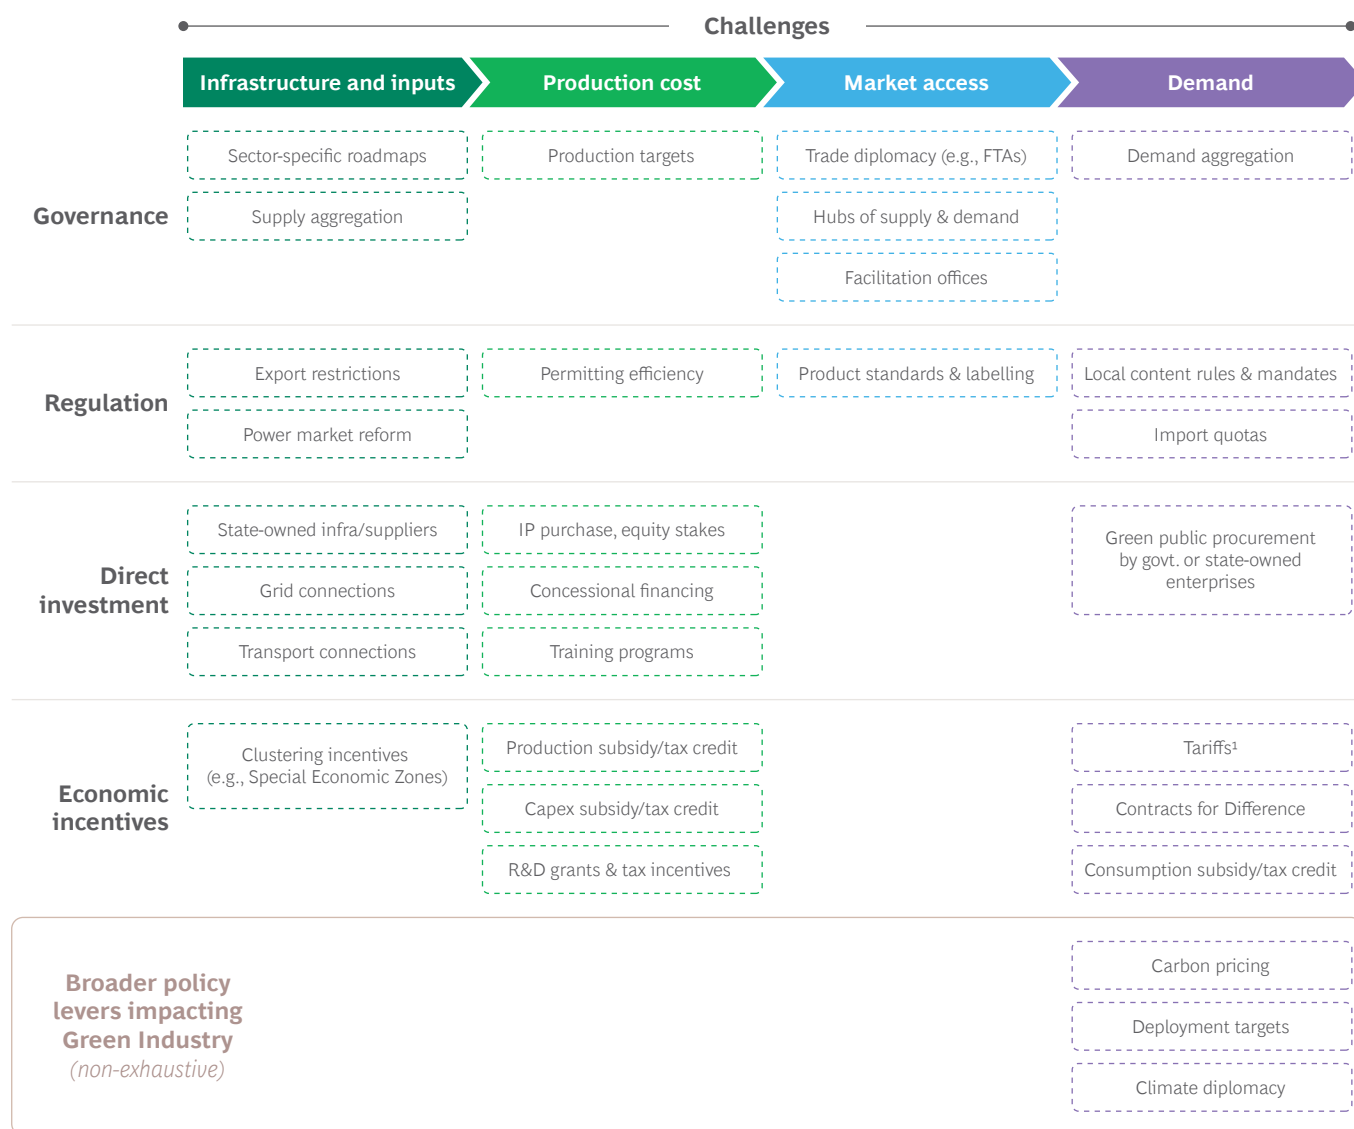 Challenges
Infrastructure and inputs
Production cost
Market access
Demand
Governance
Sector-specific roadmaps
Supply aggregation
Production targets
Trade diplomacy (e.g., FTAs)
Hubs of supply & demand
Facilitation offices
Demand aggregation
Regulation
Export restrictions
Power market reform
Permitting efficiency
Product standards & labelling
Local content rules & mandates
Import quotas
Direct
investment
State-owned infra/suppliers
Grid connections
Transport connections
IP purchase, equity stakes
Concessional financing
Training programs
Green public procurement
by govt. or state-owned
enterprises
Economic
incentives
Clustering incentives
(e.g., Special Economic Zones)
Production subsidy/tax credit
Capex subsidy/tax credit
R&D grants & tax incentives
Tariffs¹
Contracts for Difference
Consumption subsidy/tax credit
Broader policy
levers impacting
Green Industry
(non-exhaustive)
Carbon pricing
Deployment targets
Climate diplomacy